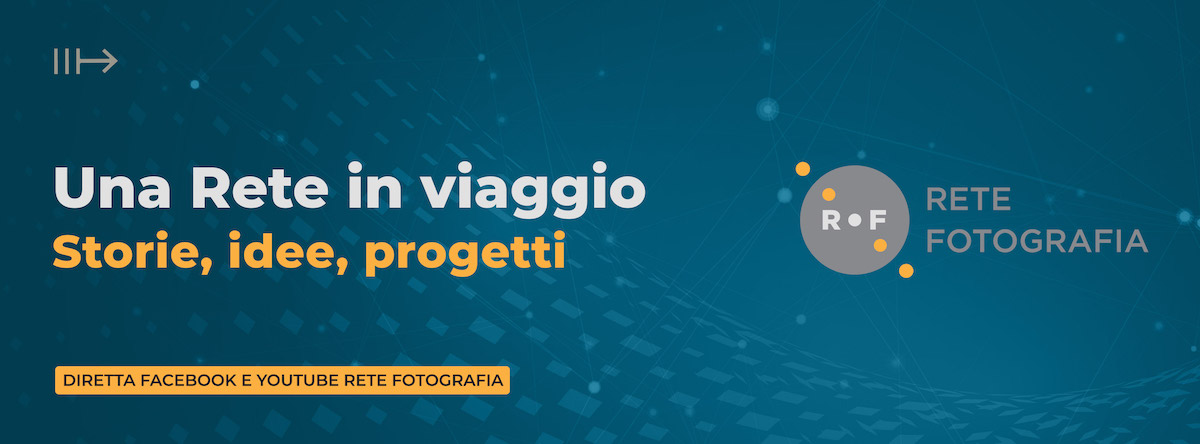 Una Rete in viaggio
Storie, idee, progetti
R F
RETE
FOTOGRAFIA
DIRETTA FACEBOOK E YOUTUBE RETE FOTOGRAFIA